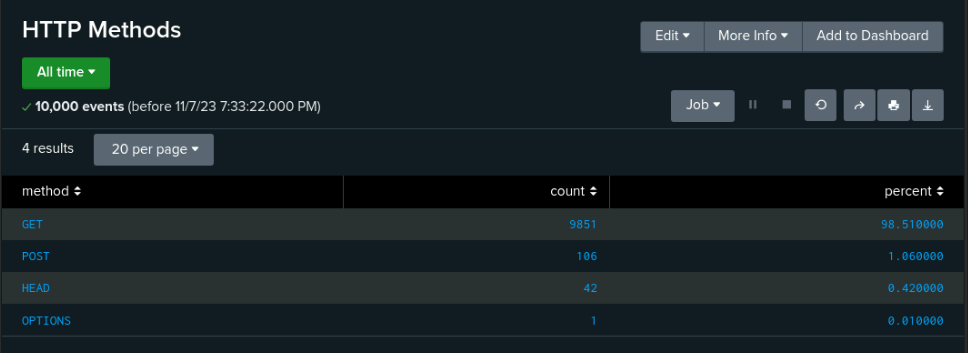 HTTP Methods
Edit More Info Add to Dashboard
All time
10,000 events (before 11/7/23 7:33:22.000 PM)
Job
4 results 20 per page
method count percent
GET 9851 98.510000
POST 106 1.060000
HEAD 42 0.420000
OPTIONS 1 0.010000